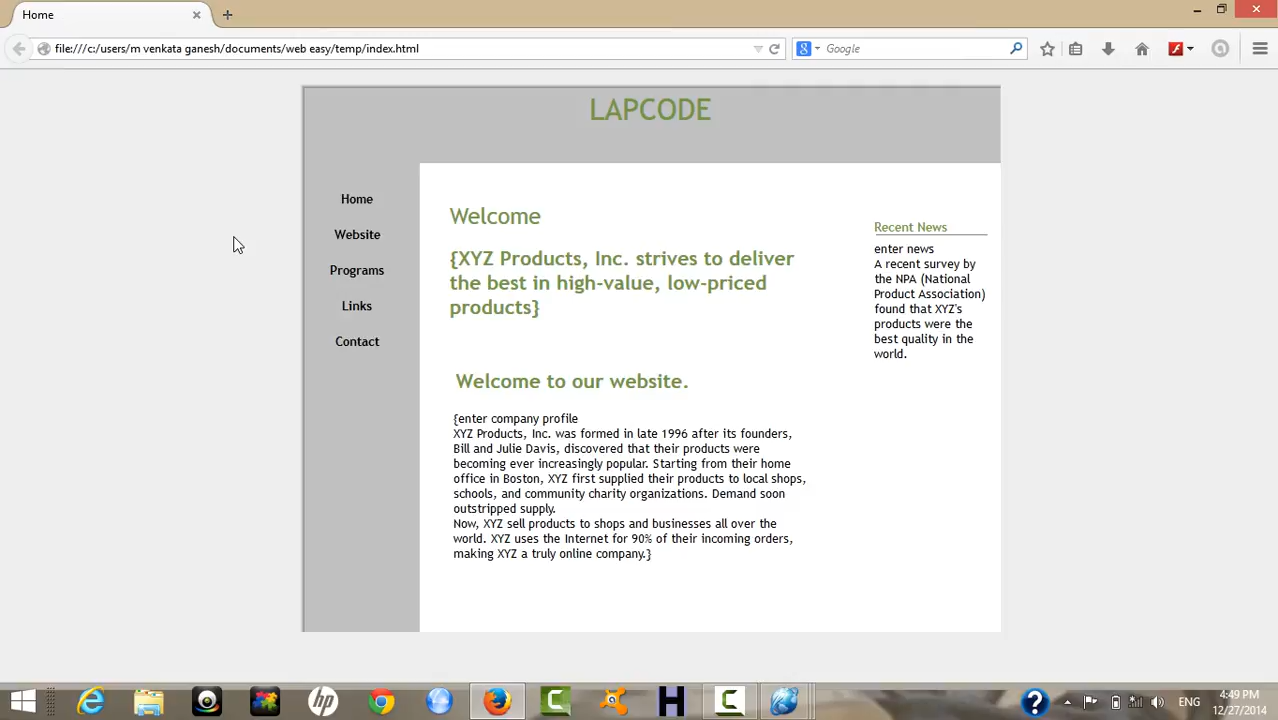 Home
file:///c:/users/m venkata ganesh/documents/web easy/temp/index.html
Google
LAPCODE
Home
Website
Programs
Links
Contact
Welcome
{XYZ Products, Inc. strives to deliver
the best in high-value, low-priced
products}
Welcome to our website.
{enter company profile
XYZ Products, Inc. was formed in late 1996 after its founders,
Bill and Julie Davis, discovered that their products were
becoming ever increasingly popular. Starting from their home
office in Boston, XYZ first supplied their products to local shops,
schools, and community charity organizations. Demand soon
outstripped supply.
Now, XYZ sell products to shops and businesses all over the
world. XYZ uses the Internet for 90% of their incoming orders,
making XYZ a truly online company.}
Recent News
enter news
A recent survey by
the NPA (National
Product Association)
found that XYZ's
products were the
best quality in the
world.
hp
ENG
4:49 PM
12/27/2014